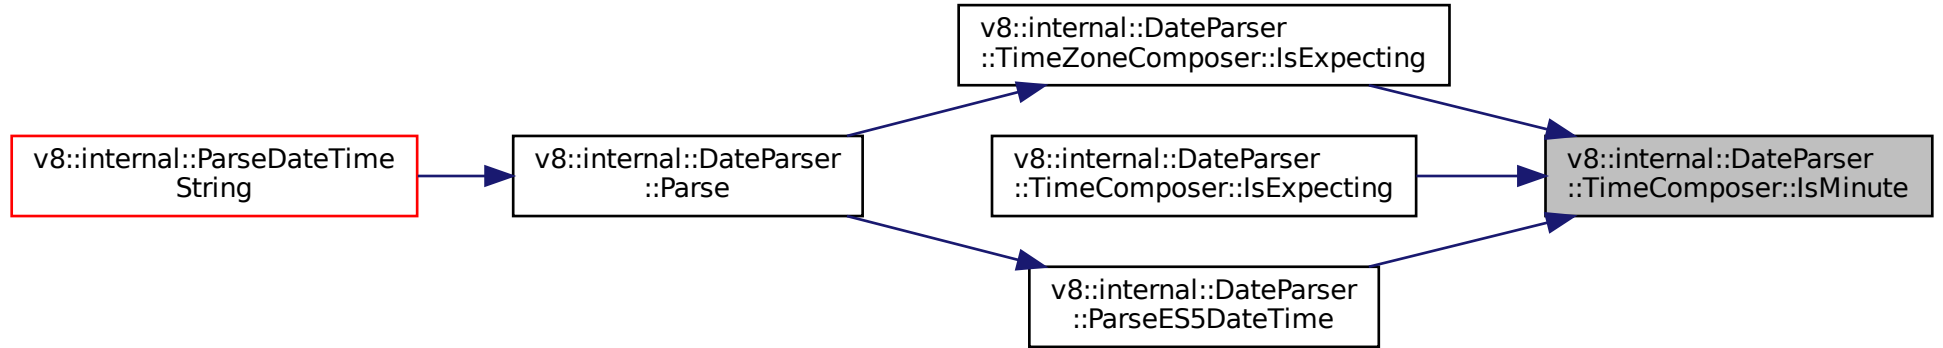 v8::internal::ParseDateTime
String
v8::internal::DateParser
::Parse
v8::internal::DateParser
::TimeZoneComposer::IsExpecting
v8::internal::DateParser
::TimeComposer::IsExpecting
v8::internal::DateParser
::ParseES5DateTime
v8::internal::DateParser
::TimeComposer::IsMinute